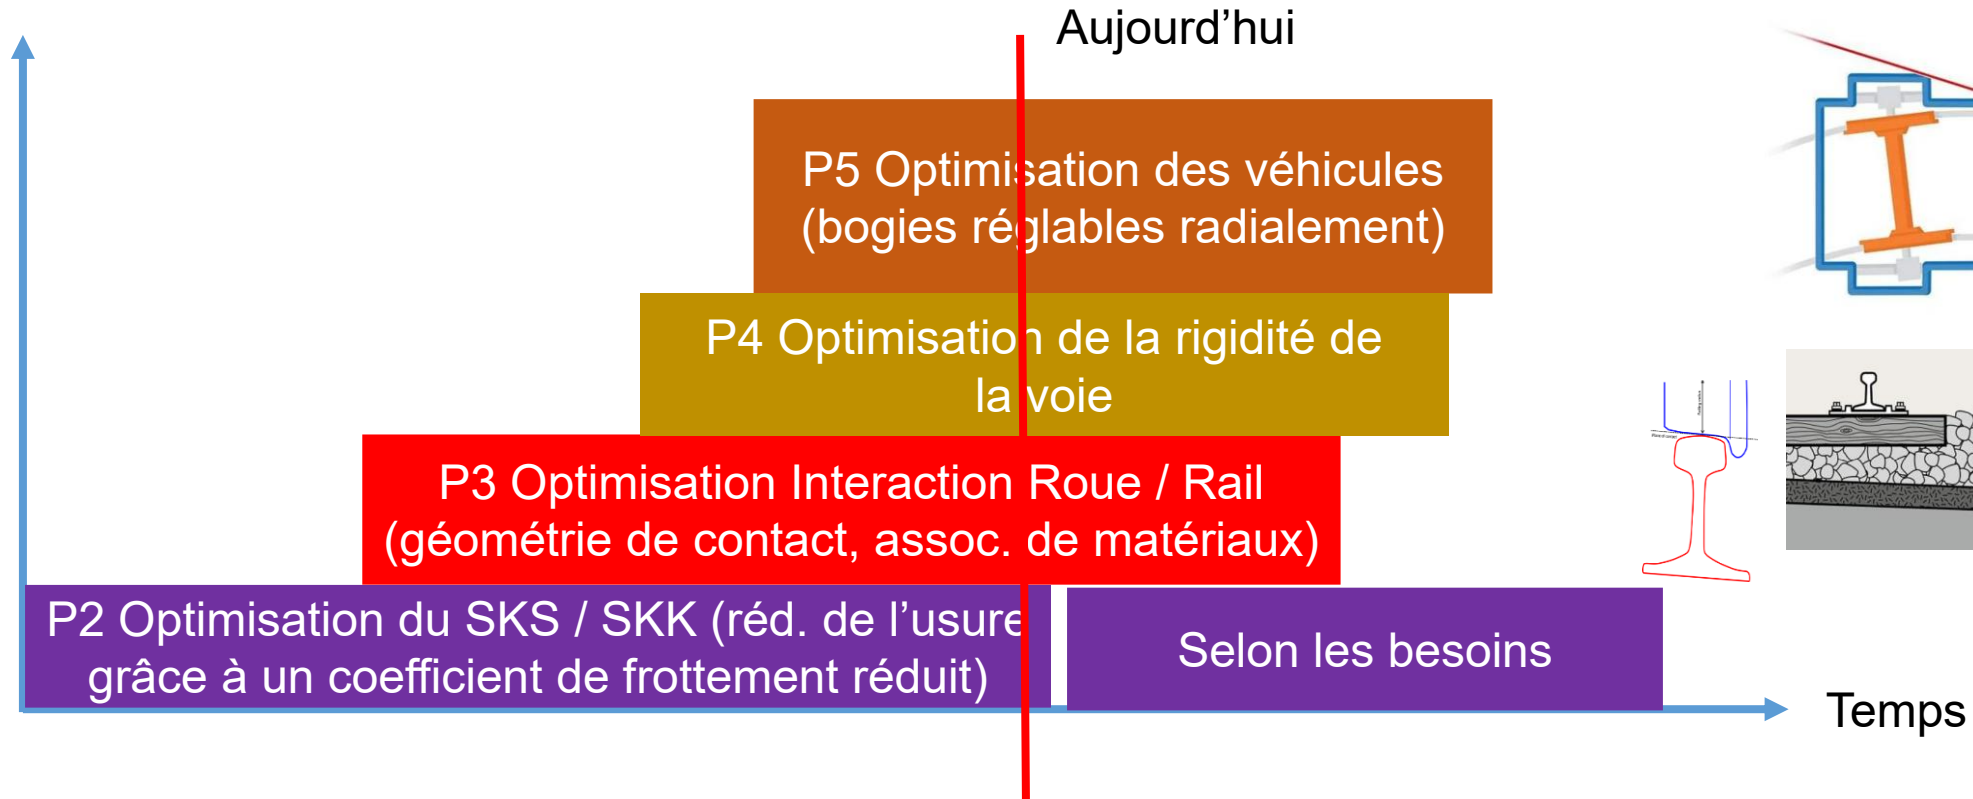 Aujourd’hui
P5 Optimisation des véhicules
(bogies réglables radialement)
P4 Optimisation de la rigidité de
la voie
P3 Optimisation Interaction Roue / Rail
(géométrie de contact, assoc. de matériaux)
P2 Optimisation du SKS / SKK (réd. de l’usure
grâce à un coefficient de frottement réduit)
Selon les besoins
Temps